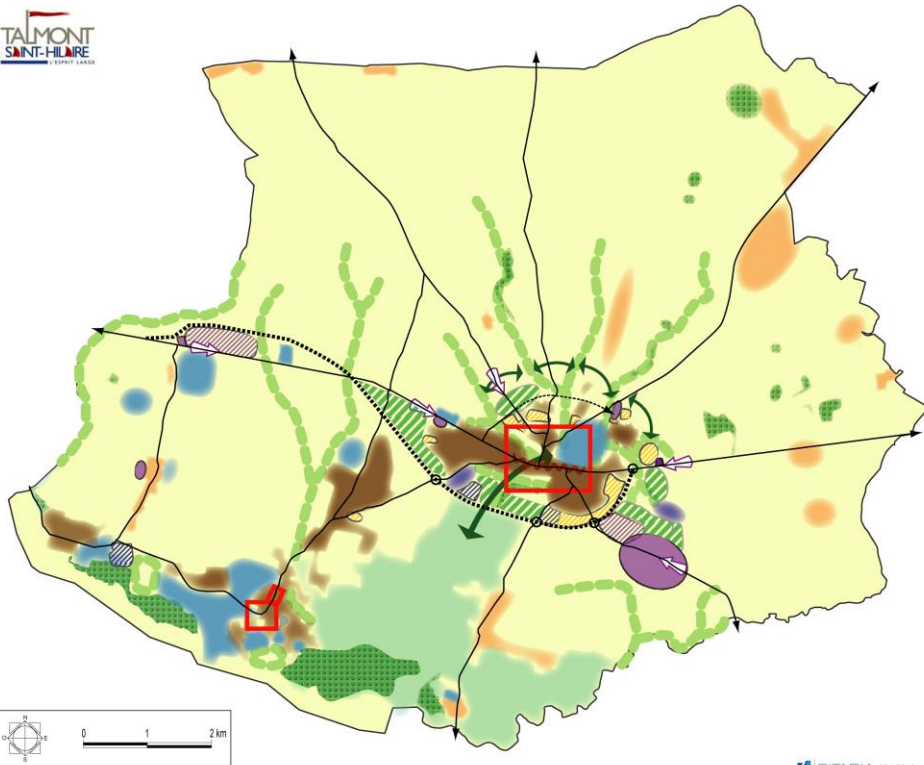 TALMONT
SAINT-HILAIRE
L'ESPRIT LARGE
N
O E
S
0 1 2 km